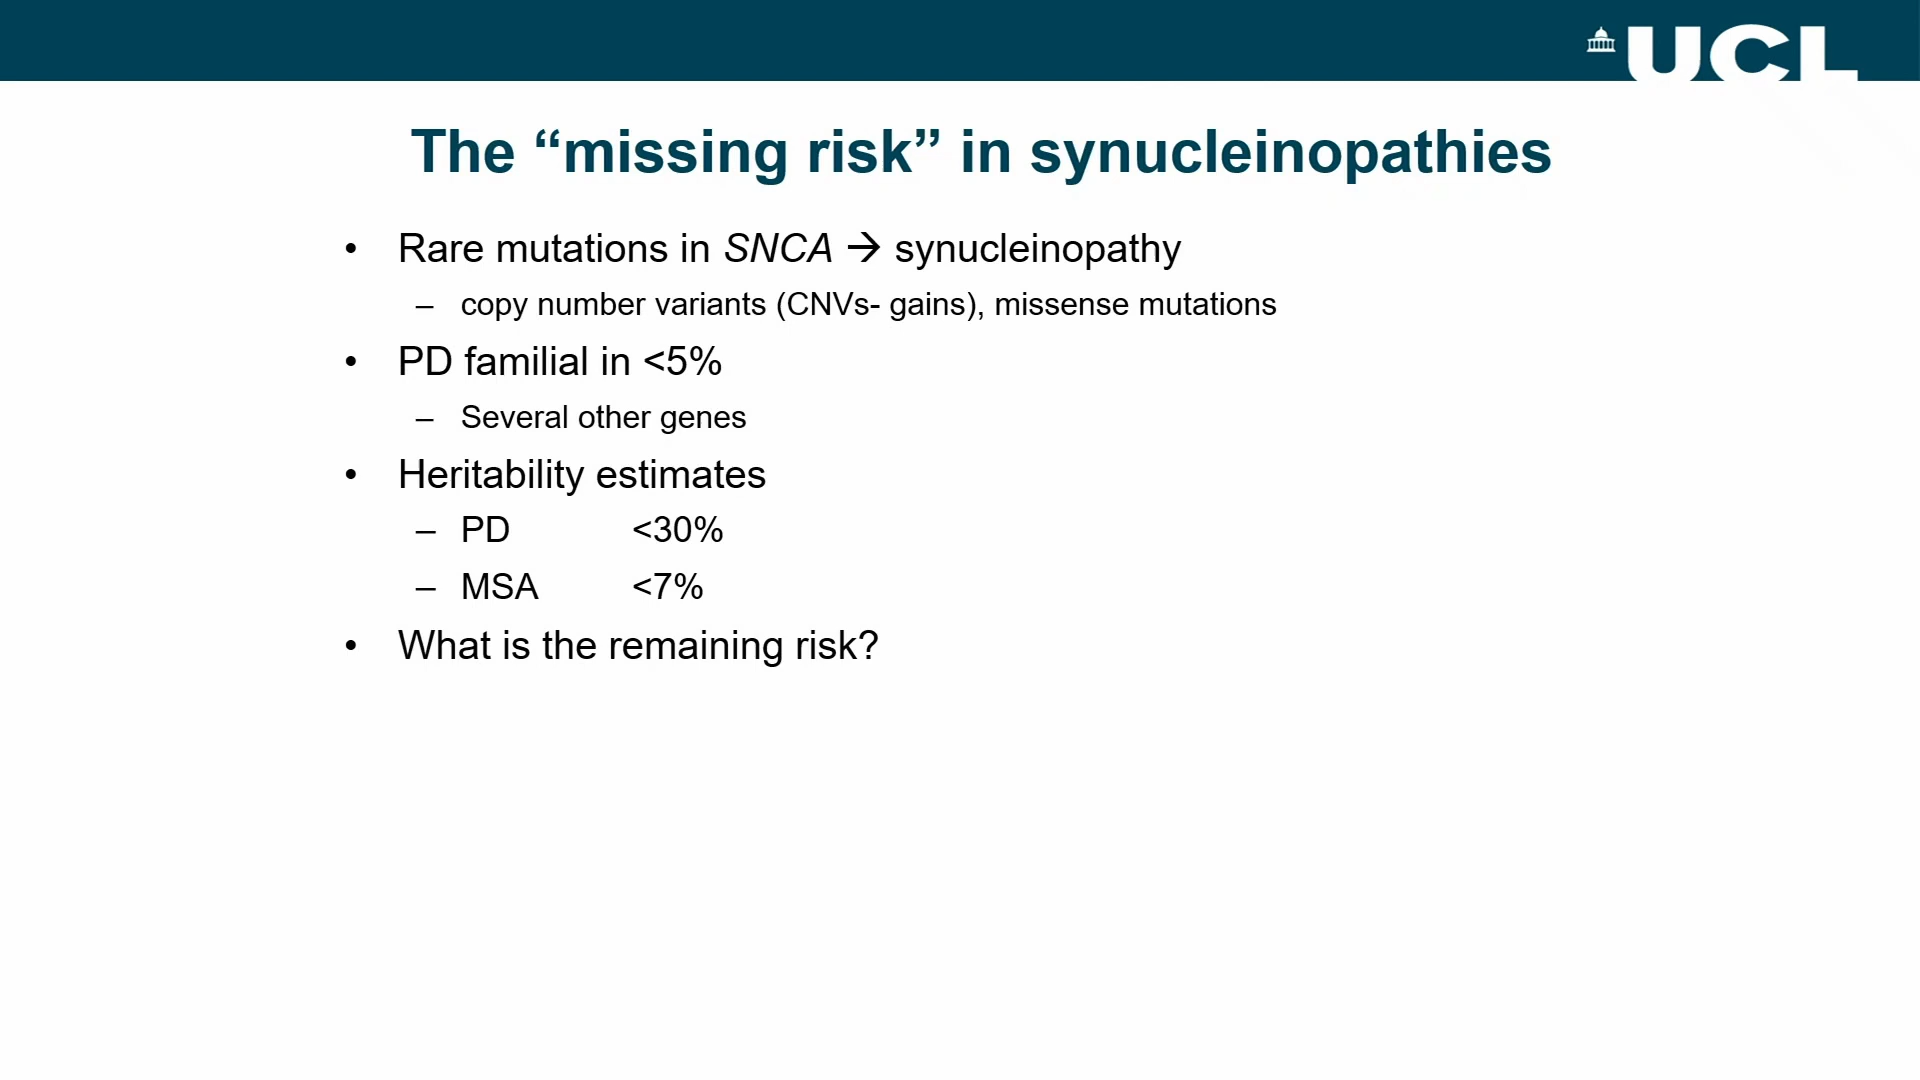 UCL
The “missing risk” in synucleinopathies
• Rare mutations in SNCA → synucleinopathy
– copy number variants (CNVs- gains), missense mutations
• PD familial in <5%
– Several other genes
• Heritability estimates
– PD <30%
– MSA <7%
• What is the remaining risk?